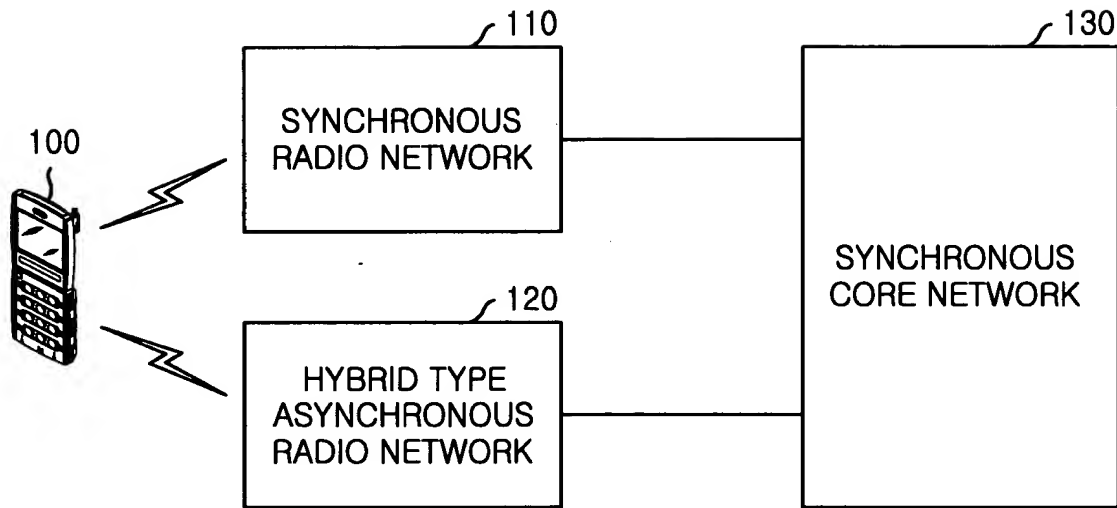 110
130
100
SYNCHRONOUS
RADIO NETWORK
SYNCHRONOUS
CORE NETWORK
120
HYBRID TYPE
ASYNCHRONOUS
RADIO NETWORK